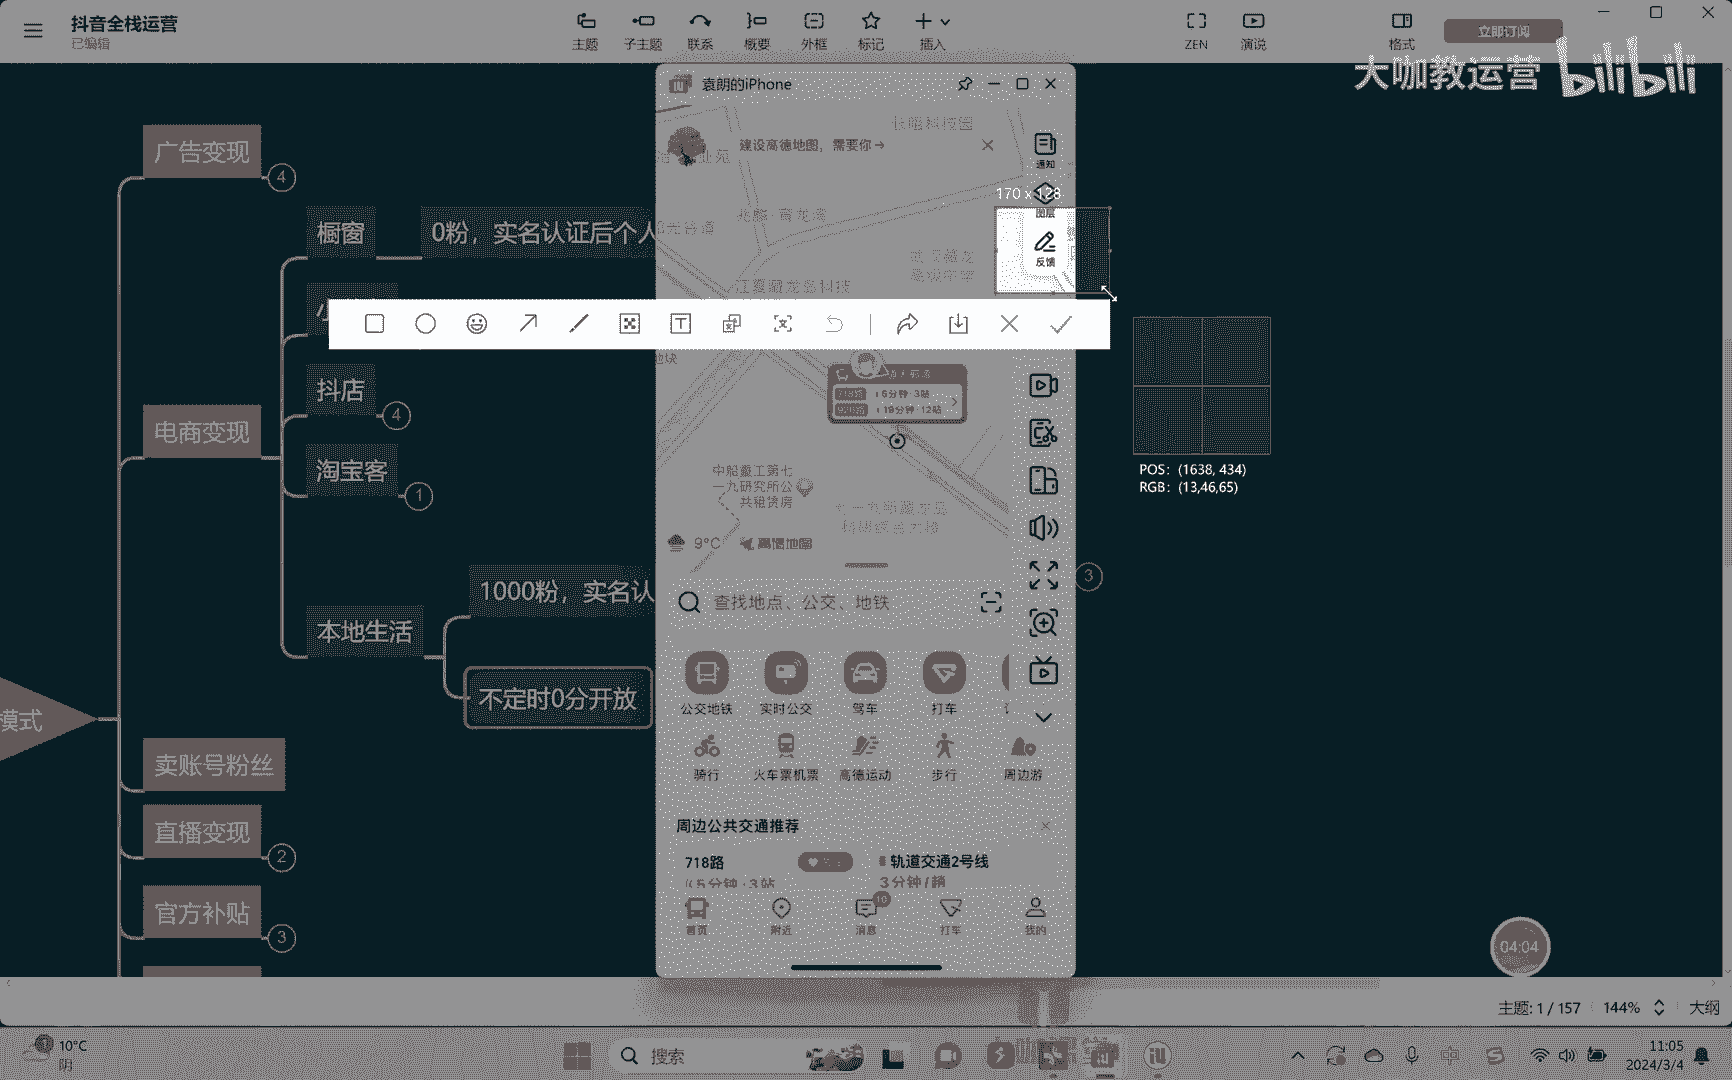 抖音全栈运营
已编辑
主题
子主题
联系
概要
外框
标记
插入
ZEN
演说
格式
立即订阅
大咖教运营
bilibili
袁朗的iPhone
建设高德地图，需要你→
通知
170 x 128
图层
反馈
广告变现
4
橱窗
0粉，实名认证后个人
抖店
4
电商变现
淘宝客
1
本地生活
1000粉，实名认
不定时0分开放
模式
卖账号粉丝
直播变现
2
官方补贴
3
718路
5分钟·3站
19分钟·12站
中船重工第七
一九研究所公
共租赁房
9°C
高德地图
查找地点、公交、地铁
公交地铁
实时公交
驾车
打车
骑行
火车票机票
高德运动
步行
周边游
周边公共交通推荐
718路
5分钟·3站
轨道交通2号线
3分钟/趟
首页
附近
消息
10
打车
我的
3
POS: (1638, 434)
RGB: (13,46,65)
04:04
主题: 1 / 157
144%
大纲
1
10°C
阴
搜索
中
11:05
2024/3/4